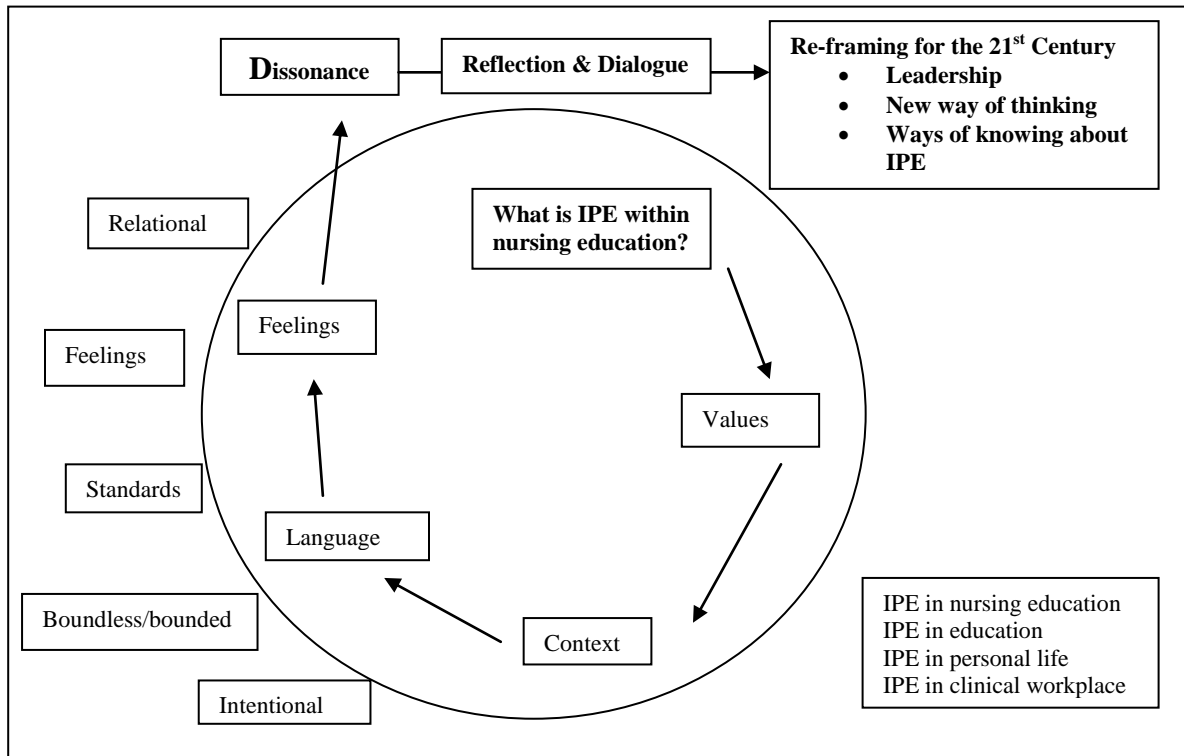 Dissonance
Reflection & Dialogue
Re-framing for the 21st Century
• Leadership
• New way of thinking
• Ways of knowing about
IPE
Relational
What is IPE within
nursing education?
Feelings
Feelings
Values
Standards
Language
Boundless/bounded
Context
Intentional
IPE in nursing education
IPE in education
IPE in personal life
IPE in clinical workplace